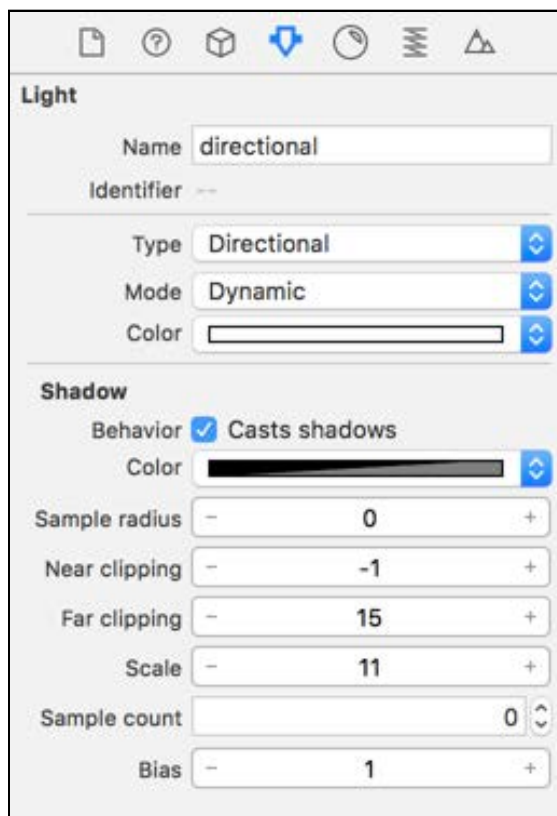 Light
Name directional
Identifier --
Type Directional
Mode Dynamic
Color
Shadow
Behavior Casts shadows
Color
Sample radius - 0 +
Near clipping - -1 +
Far clipping - 15 +
Scale - 11 +
Sample count 0
Bias - 1 +